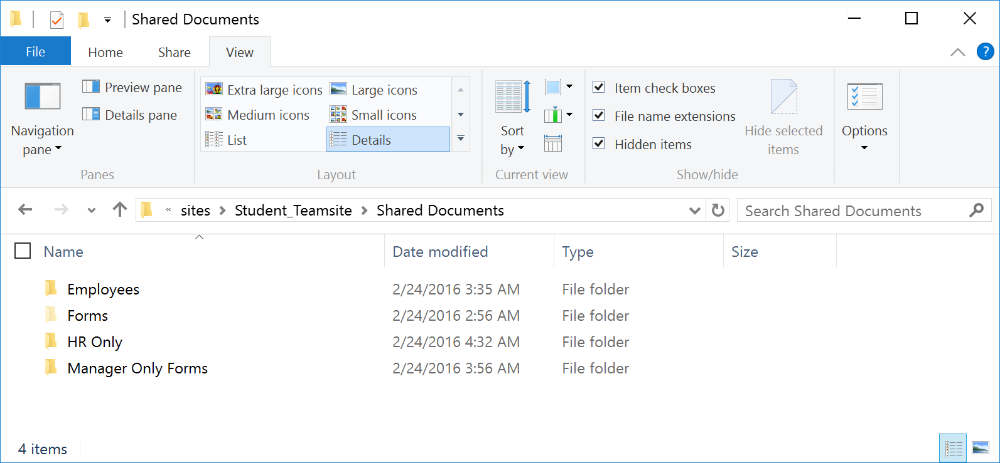 Shared Documents
File Home Share View ?
Navigation pane
Preview pane
Details pane
Panes
Extra large icons Large icons
Medium icons Small icons
List Details
Layout
Sort by
Current view
Item check boxes
File name extensions
Hidden items
Hide selected items
Show/hide
Options
« sites Student_Teamsite Shared Documents Search Shared Documents
Name Date modified Type Size
Employees 2/24/2016 3:35 AM File folder
Forms 2/24/2016 2:56 AM File folder
HR Only 2/24/2016 4:32 AM File folder
Manager Only Forms 2/24/2016 3:56 AM File folder
4 items